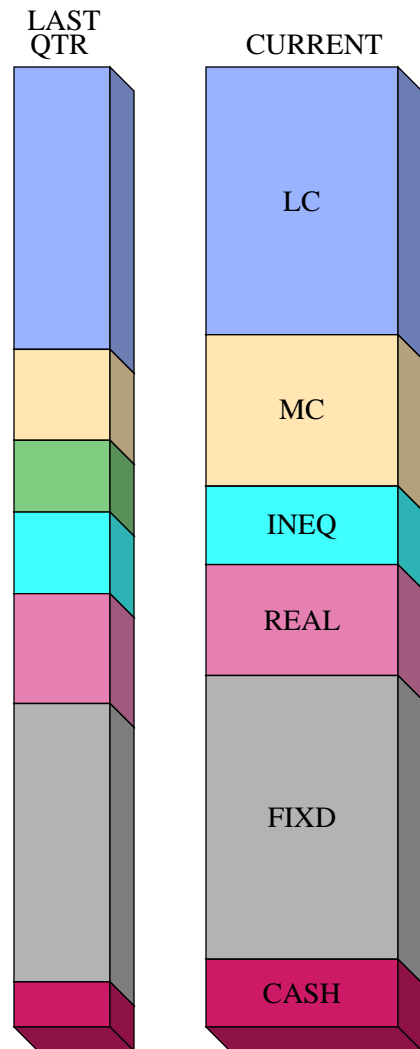 LAST
QTR
CURRENT
LC
MC
INEQ
REAL
FIXD
CASH